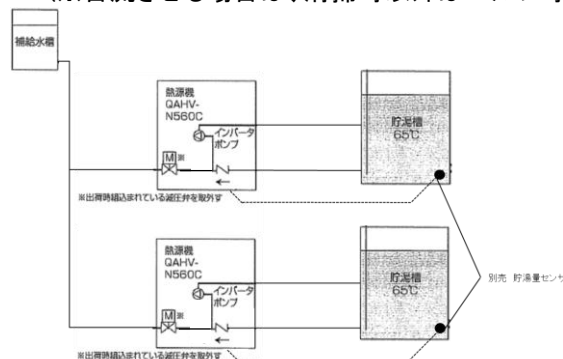 補給水槽
熱源機
QAHV-
N560C
インバータ
ポンプ
M
※
貯湯槽
65℃
※出荷時組込まれている減圧弁を取外す
熱源機
QAHV-
N560C
インバータ
ポンプ
M
※
貯湯槽
65℃
別売 貯湯量センサ
※出荷時組込まれている減圧弁を取外す